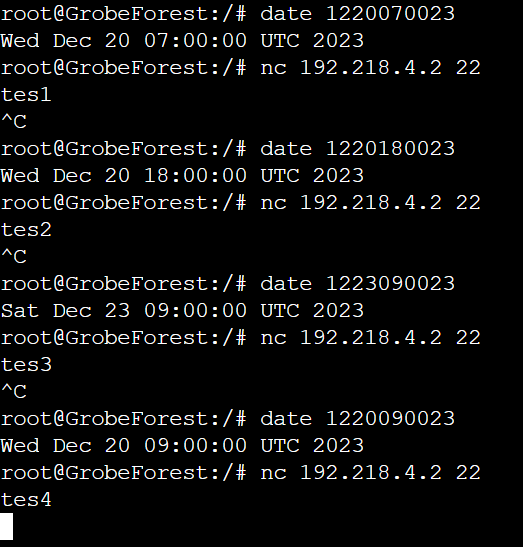 root@GrobeForest:/# date 1220070023
Wed Dec 20 07:00:00 UTC 2023
root@GrobeForest:/# nc 192.218.4.2 22
tes1
^C
root@GrobeForest:/# date 1220180023
Wed Dec 20 18:00:00 UTC 2023
root@GrobeForest:/# nc 192.218.4.2 22
tes2
^C
root@GrobeForest:/# date 1223090023
Sat Dec 23 09:00:00 UTC 2023
root@GrobeForest:/# nc 192.218.4.2 22
tes3
^C
root@GrobeForest:/# date 1220090023
Wed Dec 20 09:00:00 UTC 2023
root@GrobeForest:/# nc 192.218.4.2 22
tes4